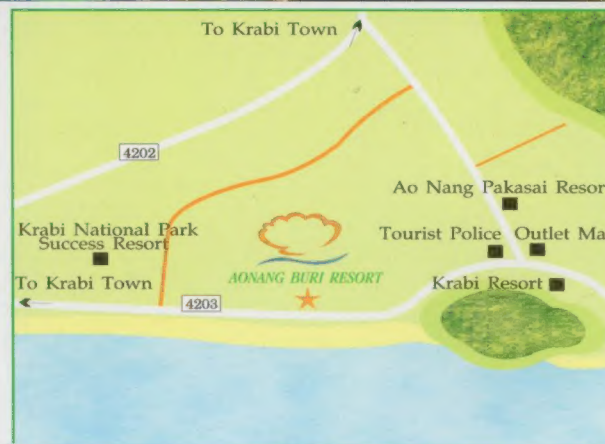 To Krabi Town
4202
Ao Nang Pakasai Resor
Krabi National Park
Success Resort
Tourist Police Outlet Ma
AONANG BURI RESORT
To Krabi Town
Krabi Resort
4203